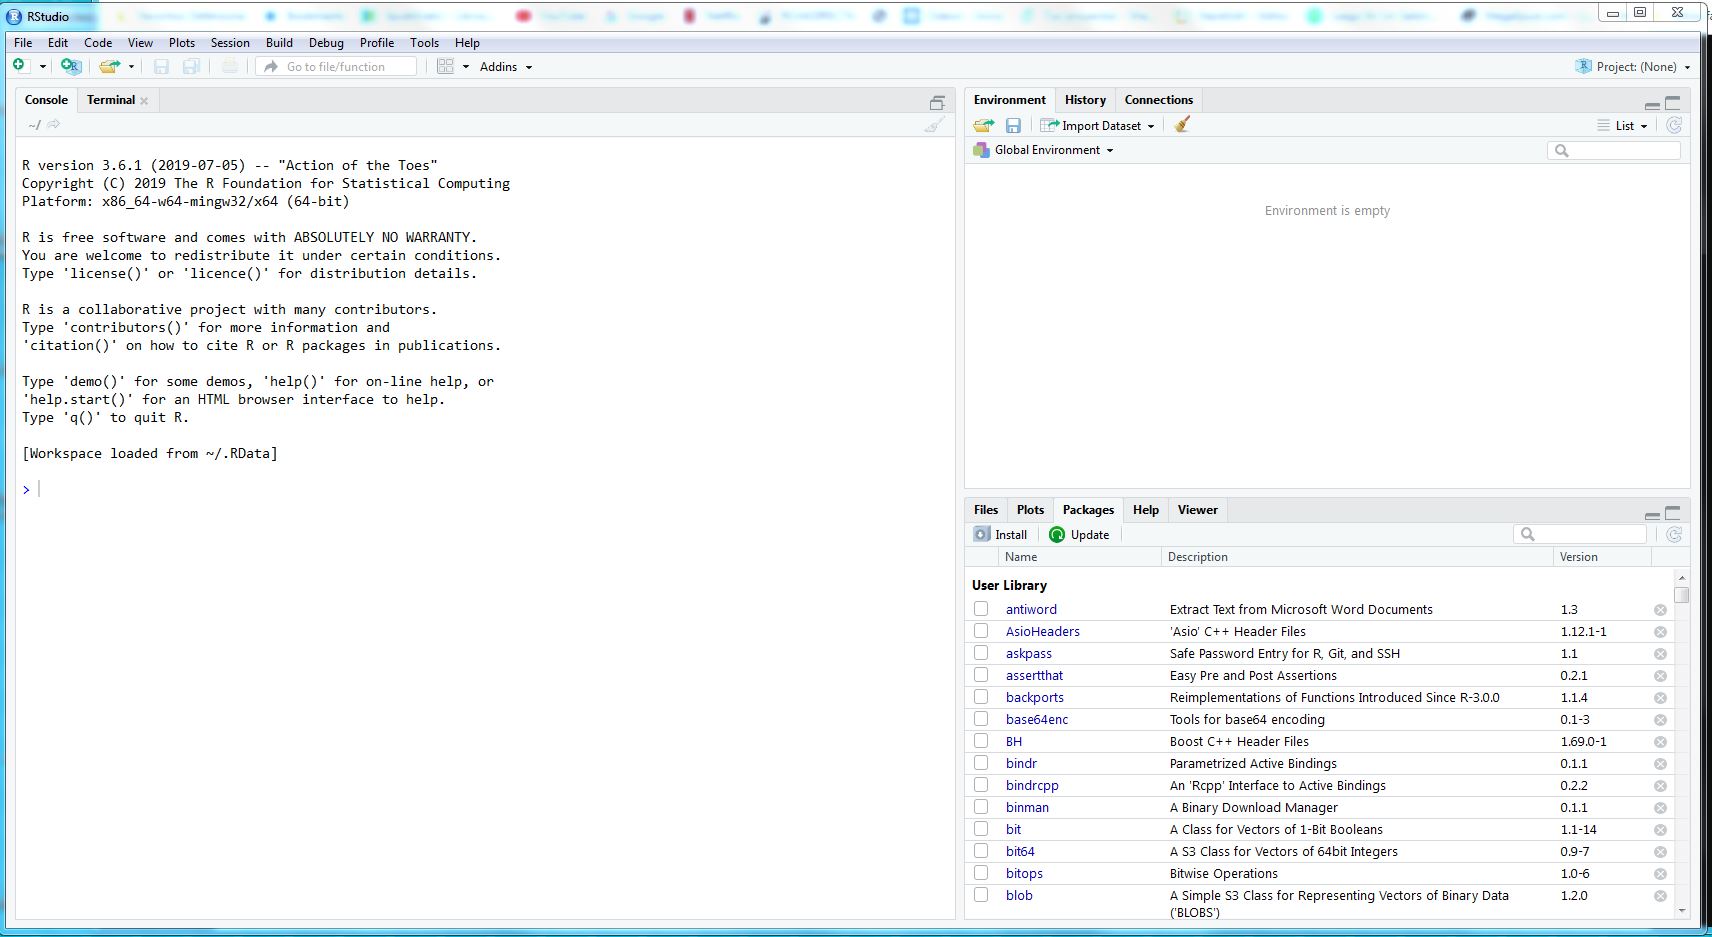 RStudio
File Edit Code View Plots Session Build Debug Profile Tools Help
Go to file/function Addins Project: (None)
Console Terminal
~/
R version 3.6.1 (2019-07-05) -- "Action of the Toes"
Copyright (C) 2019 The R Foundation for Statistical Computing
Platform: x86_64-w64-mingw32/x64 (64-bit)
R is free software and comes with ABSOLUTELY NO WARRANTY.
You are welcome to redistribute it under certain conditions.
Type 'license()' or 'licence()' for distribution details.
R is a collaborative project with many contributors.
Type 'contributors()' for more information and
'citation()' on how to cite R or R packages in publications.
Type 'demo()' for some demos, 'help()' for on-line help, or
'help.start()' for an HTML browser interface to help.
Type 'q()' to quit R.
[Workspace loaded from ~/.RData]
>
Environment History Connections
Import Dataset List
Global Environment
Environment is empty
Files Plots Packages Help Viewer
Install Update
Name Description Version
User Library
antiword Extract Text from Microsoft Word Documents 1.3
AsioHeaders 'Asio' C++ Header Files 1.12.1-1
askpass Safe Password Entry for R, Git, and SSH 1.1
assertthat Easy Pre and Post Assertions 0.2.1
backports Reimplementations of Functions Introduced Since R-3.0.0 1.1.4
base64enc Tools for base64 encoding 0.1-3
BH Boost C++ Header Files 1.69.0-1
bindr Parametrized Active Bindings 0.1.1
bindrcpp An 'Rcpp' Interface to Active Bindings 0.2.2
binman A Binary Download Manager 0.1.1
bit A Class for Vectors of 1-Bit Booleans 1.1-14
bit64 A S3 Class for Vectors of 64bit Integers 0.9-7
bitops Bitwise Operations 1.0-6
blob A Simple S3 Class for Representing Vectors of Binary Data 1.2.0
('BLOBS')